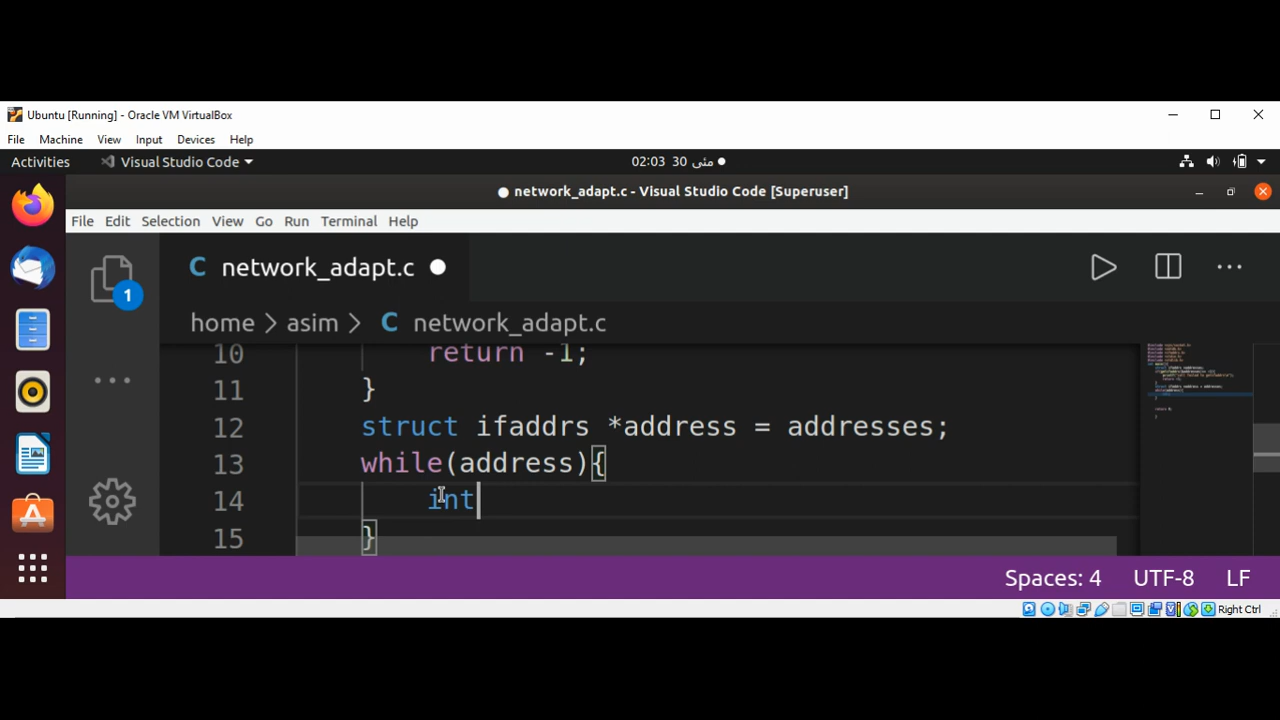 Ubuntu [Running] - Oracle VM VirtualBox
File Machine View Input Devices Help
Activities Visual Studio Code 02:03 30 مئی
● network_adapt.c - Visual Studio Code [Superuser]
File Edit Selection View Go Run Terminal Help
C network_adapt.c
1
home > asim > C network_adapt.c
10 return -1;
11 }
12 struct ifaddrs *address = addresses;
13 while(address){
14 int
15 }
Spaces: 4 UTF-8 LF
Right Ctrl